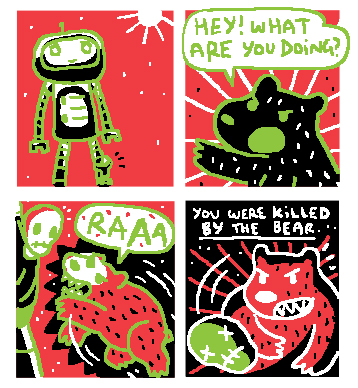 HEY! WHAT
ARE YOU DOING?
RAAA
YOU WERE KILLED
BY THE BEAR.